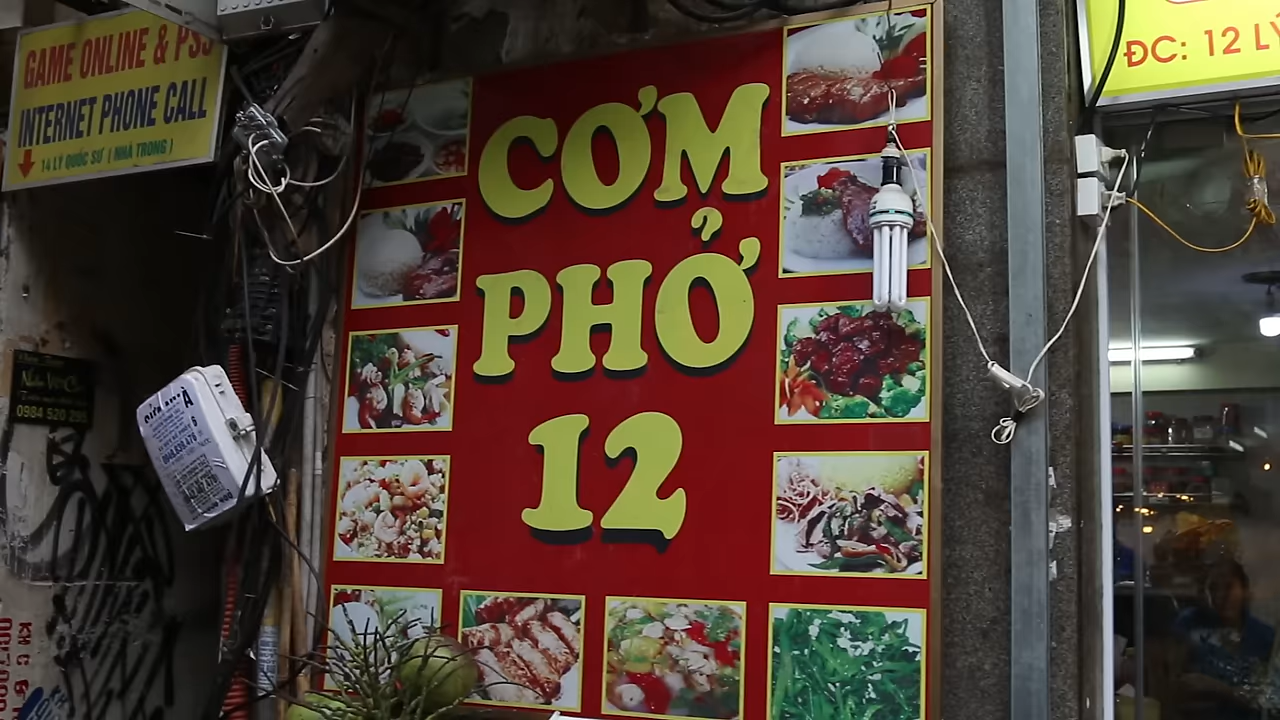 GAME ONLINE & PS3
INTERNET PHONE CALL
14 LÝ QUỐC SƯ ( NHÀ TRONG )
CƠM
PHỞ
12
ĐC: 12 LÝ
0984 520 295